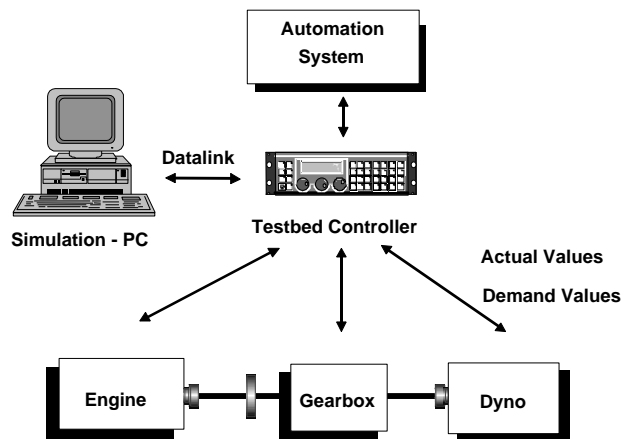 Automation
System
Datalink
Simulation - PC
Testbed Controller
Actual Values
Demand Values
Engine
Gearbox
Dyno